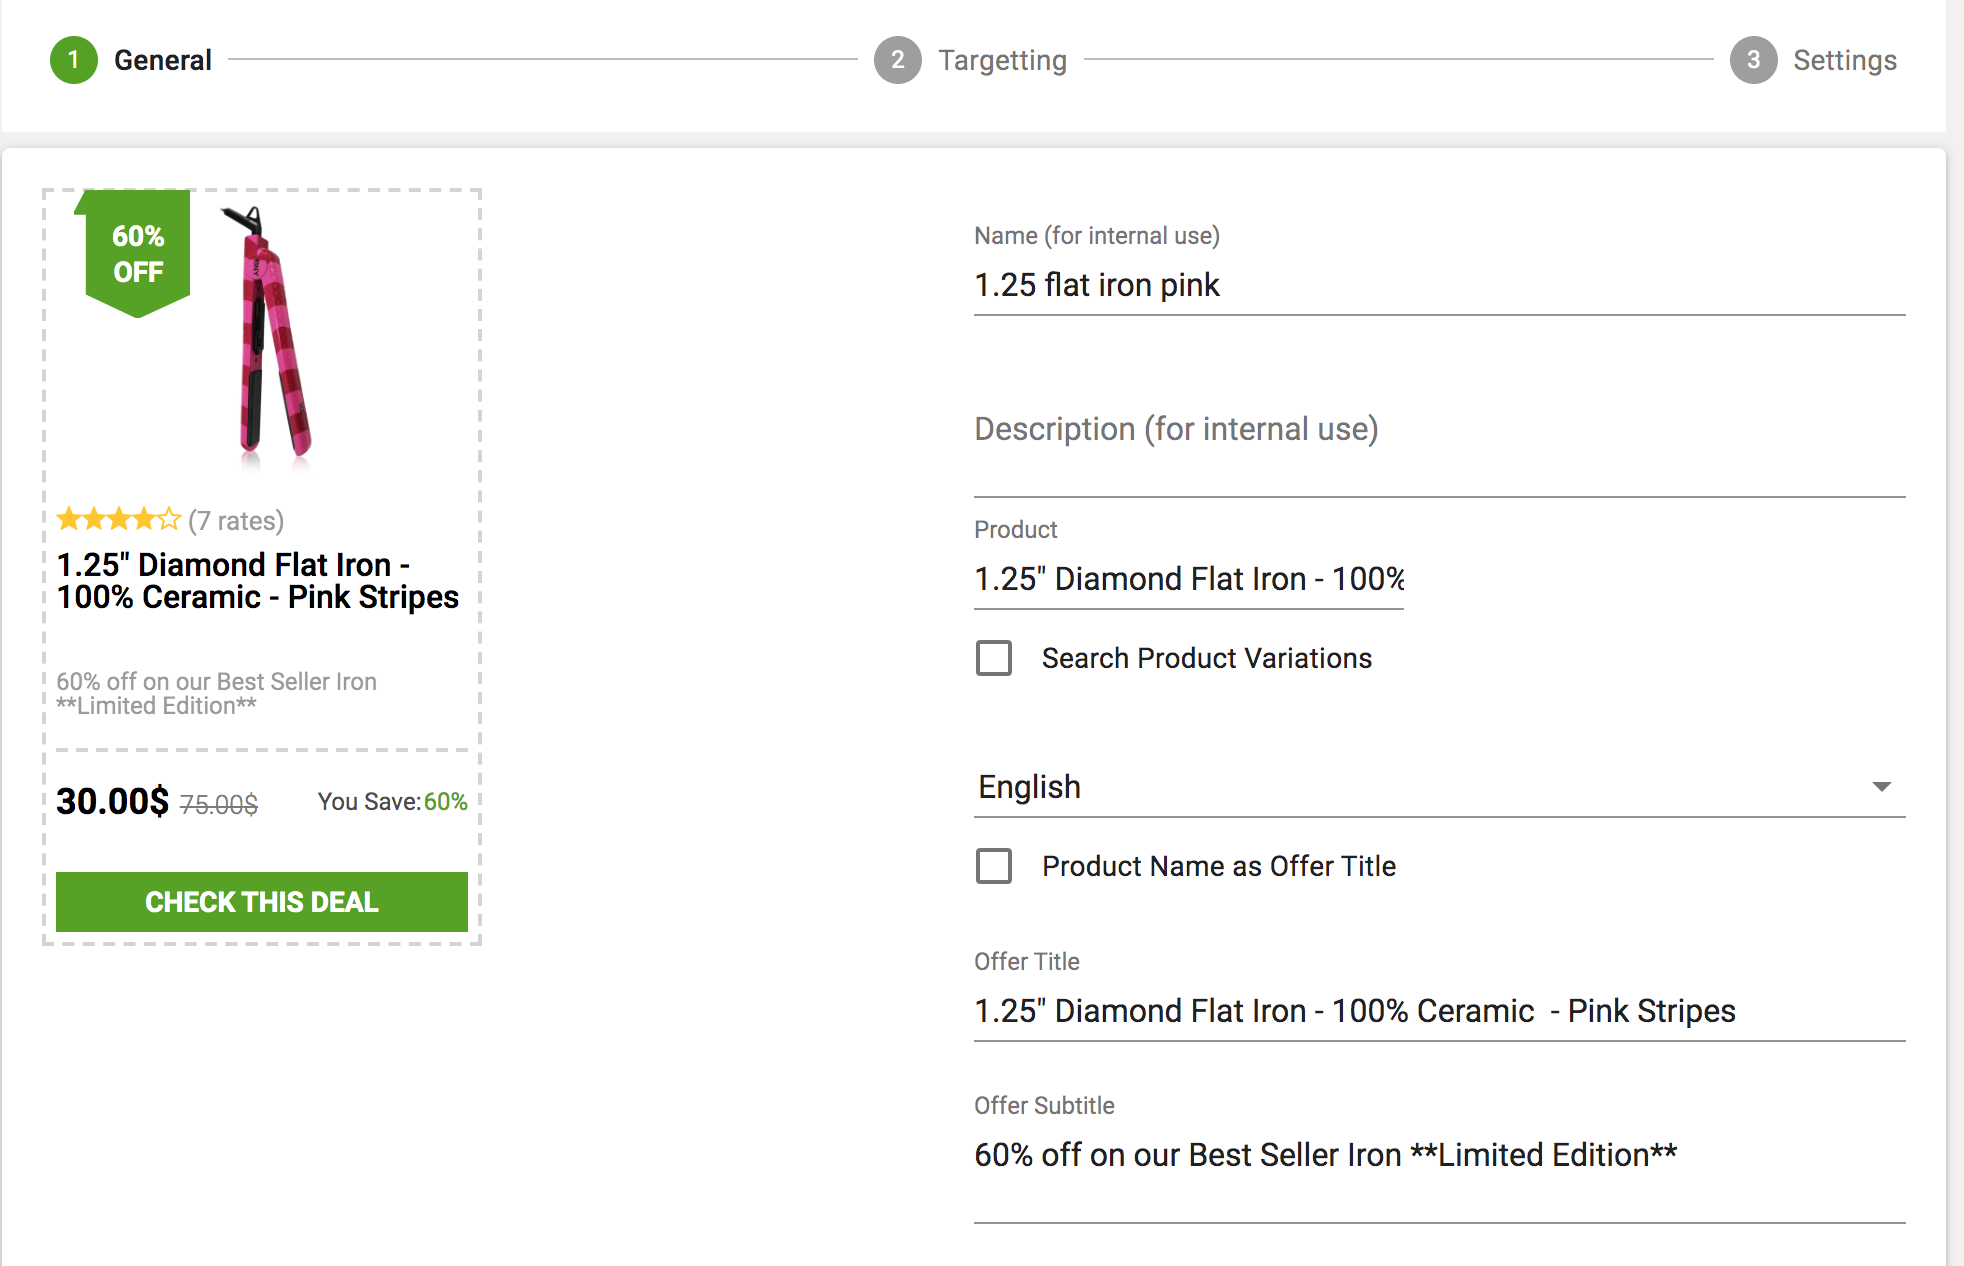 1 General
2 Targetting
3 Settings
60%
OFF
(7 rates)
1.25" Diamond Flat Iron -
100% Ceramic - Pink Stripes
60% off on our Best Seller Iron
**Limited Edition**
30.00$ 75.00$ You Save:60%
CHECK THIS DEAL
Name (for internal use)
1.25 flat iron pink
Description (for internal use)
Product
1.25" Diamond Flat Iron - 100%
Search Product Variations
English
Product Name as Offer Title
Offer Title
1.25" Diamond Flat Iron - 100% Ceramic  - Pink Stripes
Offer Subtitle
60% off on our Best Seller Iron **Limited Edition**